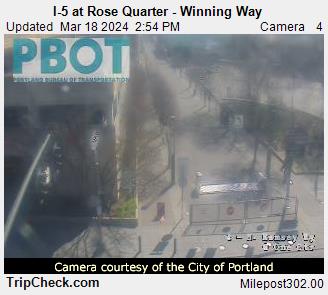 I-5 at Rose Quarter - Winning Way
Updated Mar 18 2024 2:54 PM Camera 4
PBOT
PORTLAND BUREAU OF TRANSPORTATION
Camera courtesy of the City of Portland
TripCheck.com Milepost302.00